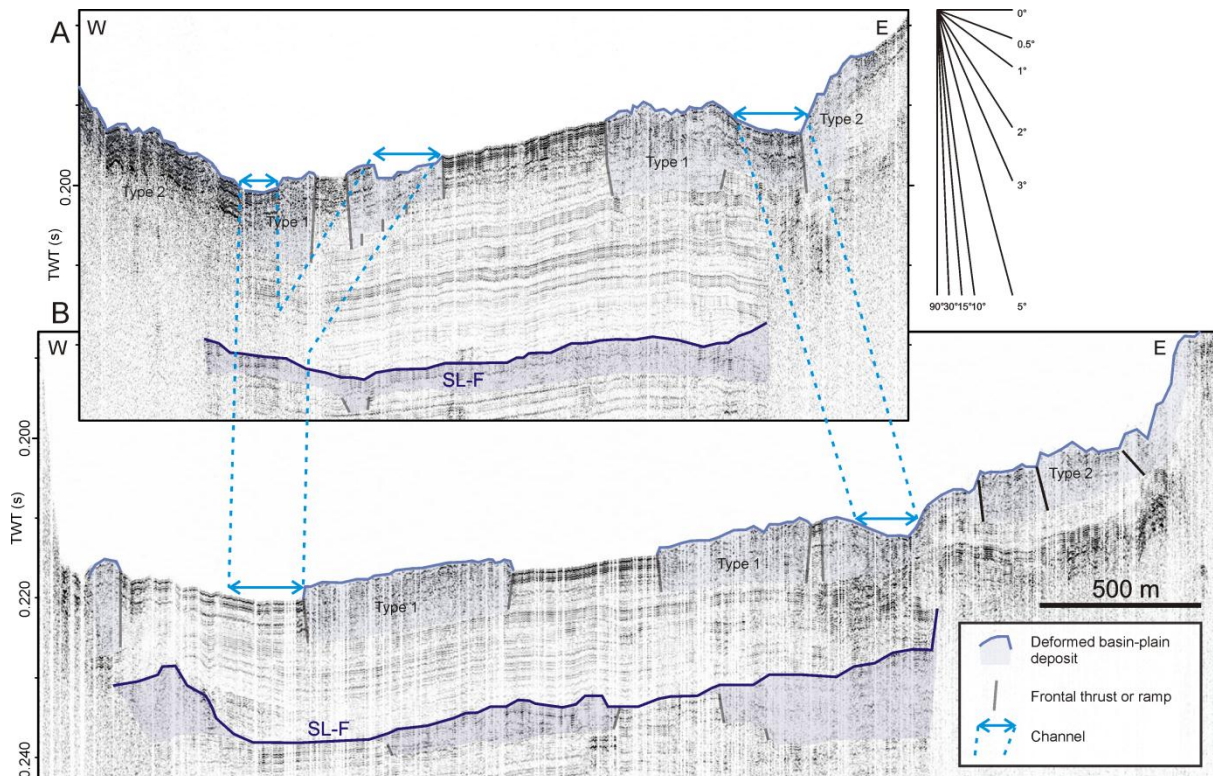 A
W
E
Type 2
Type 1
Type 1
Type 2
0.200
TWT (s)
SL-F
0°
0.5°
1°
2°
3°
5°
90°30°15°10°
B
W
E
0.200
TWT (s)
0.220
0.240
Type 1
Type 1
Type 2
SL-F
500 m
Deformed basin-plain
deposit
Frontal thrust or ramp
Channel